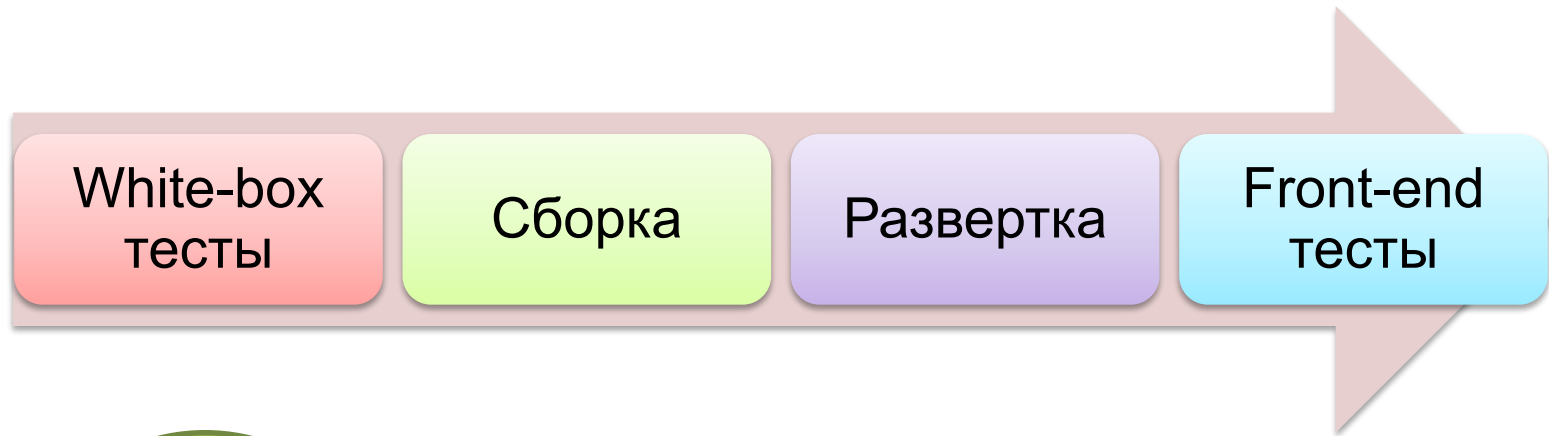 White-box
тесты
Сборка
Развертка
Front-end
тесты